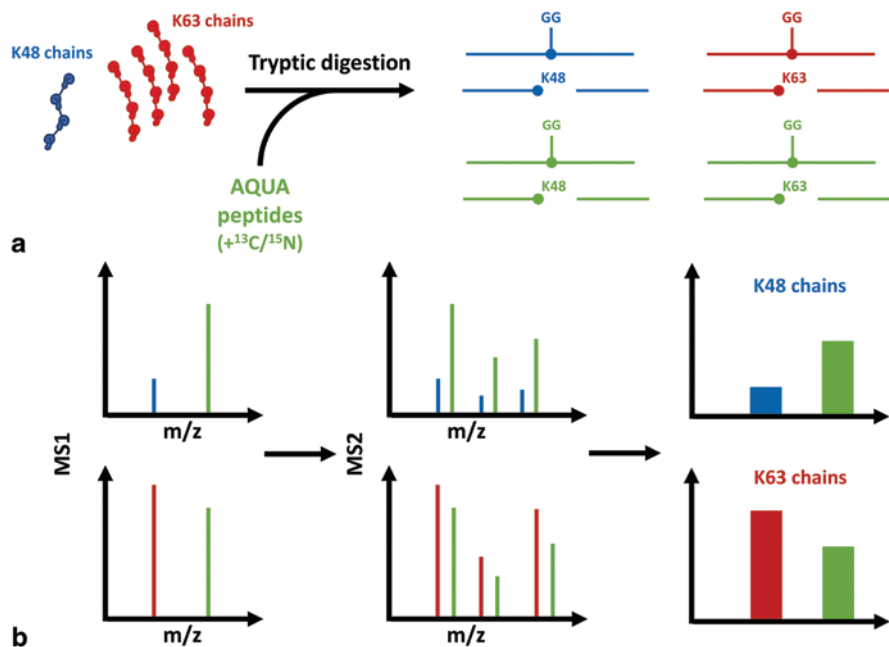 K63 chains
K48 chains
Tryptic digestion
AQUA
peptides
(+¹³C/¹⁵N)
GG
K48
GG
K63
GG
K48
GG
K63
a
MS1
m/z
m/z
MS2
m/z
m/z
K48 chains
K63 chains
b